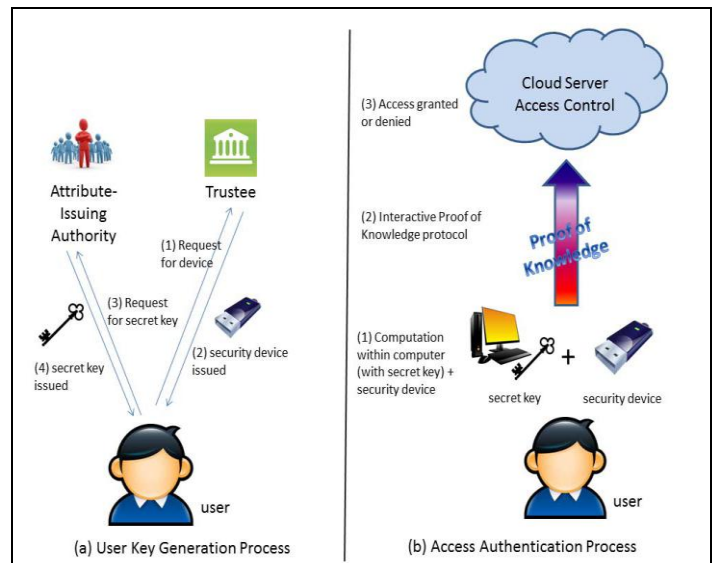 Attribute-
Issuing
Authority
Trustee
(1) Request
for device
(3) Request
for secret key
(2) security device
issued
(4) secret key
issued
user
(a) User Key Generation Process
Cloud Server
Access Control
(3) Access granted
or denied
(2) Interactive Proof of
Knowledge protocol
Proof of
Knowledge
(1) Computation
within computer
(with secret key) +
security device
+
secret key
security device
user
(b) Access Authentication Process